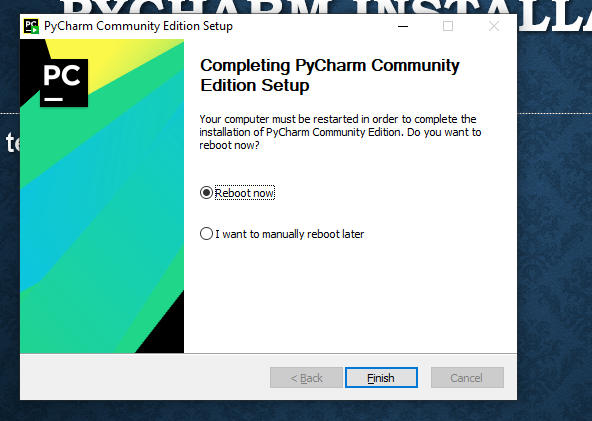 PYCHARM INSTALLA
PyCharm Community Edition Setup
PC
PC
Completing PyCharm Community
Edition Setup
Your computer must be restarted in order to complete the
installation of PyCharm Community Edition. Do you want to
reboot now?
te
Reboot now
I want to manually reboot later
< Back
Finish
Cancel